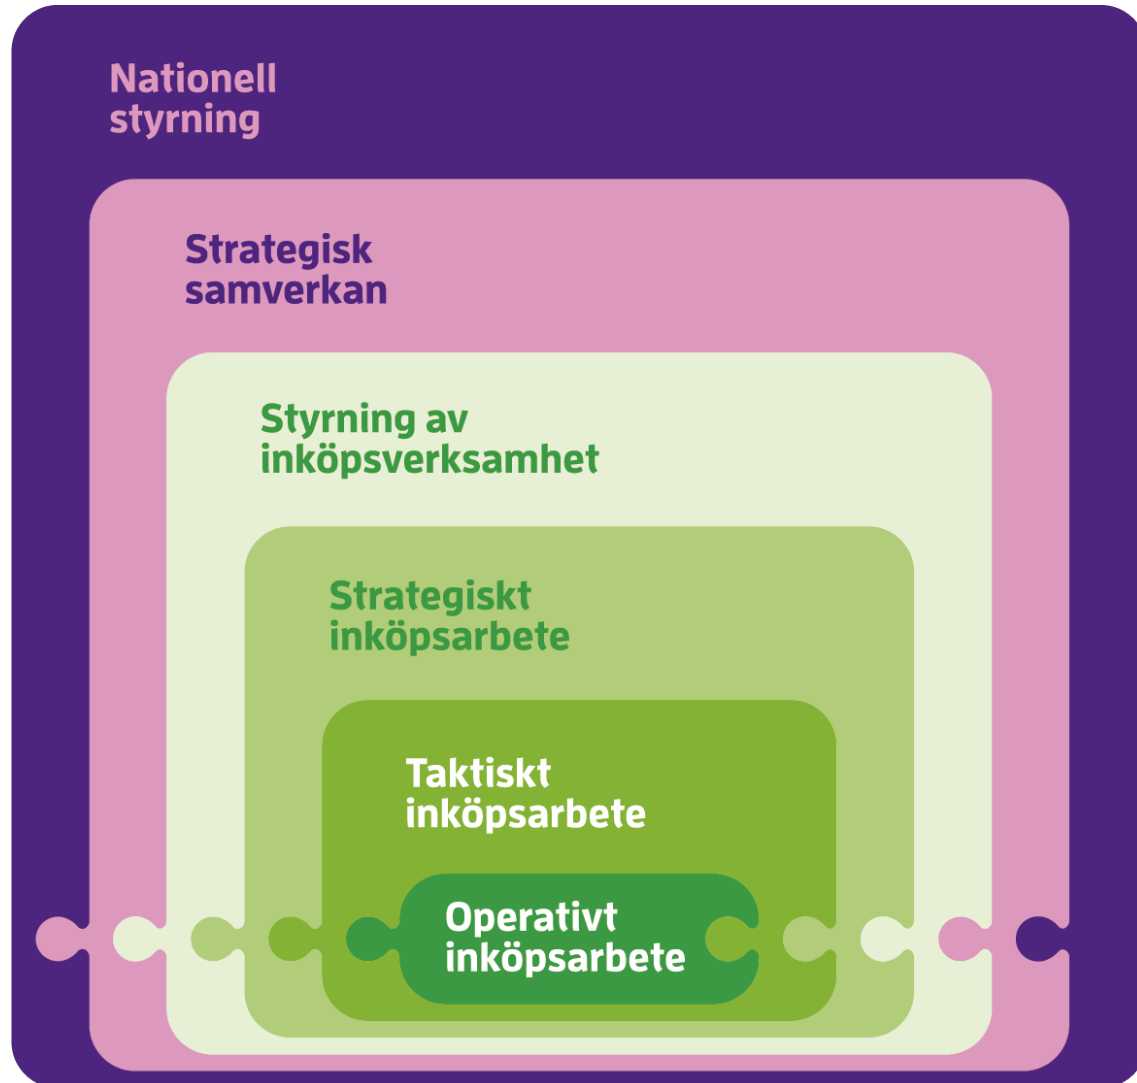 Nationell
styrning
Strategisk
samverkan
Styrning av
inköpsverksamhet
Strategiskt
inköpsarbete
Taktiskt
inköpsarbete
Operativt
inköpsarbete